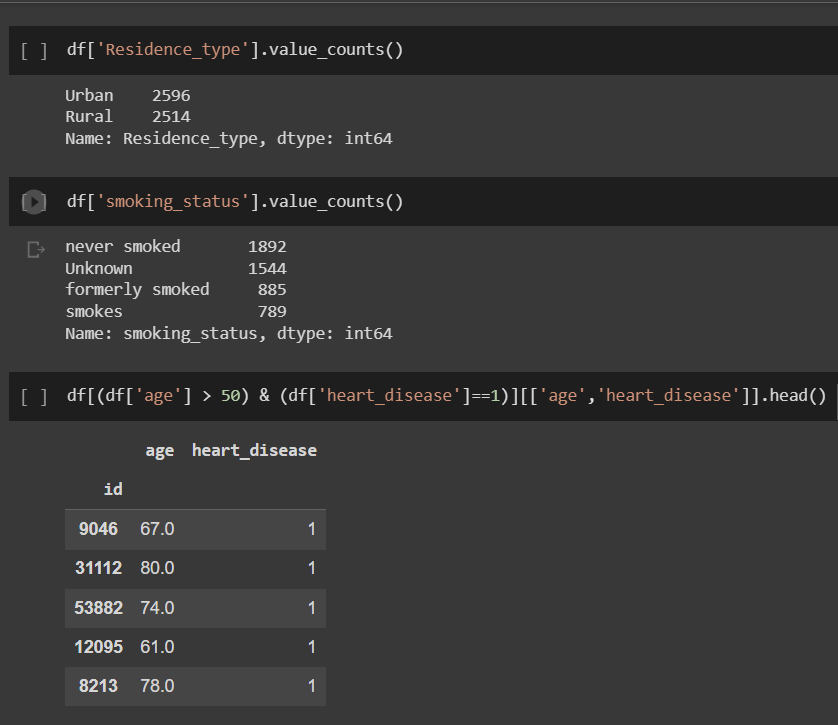 [ ] df['Residence_type'].value_counts()
Urban    2596
Rural    2514
Name: Residence_type, dtype: int64
df['smoking_status'].value_counts()
never smoked       1892
Unknown            1544
formerly smoked     885
smokes              789
Name: smoking_status, dtype: int64
[ ] df[(df['age'] > 50) & (df['heart_disease']==1)][['age','heart_disease']].head()
age heart_disease
id
9046 67.0 1
31112 80.0 1
53882 74.0 1
12095 61.0 1
8213 78.0 1